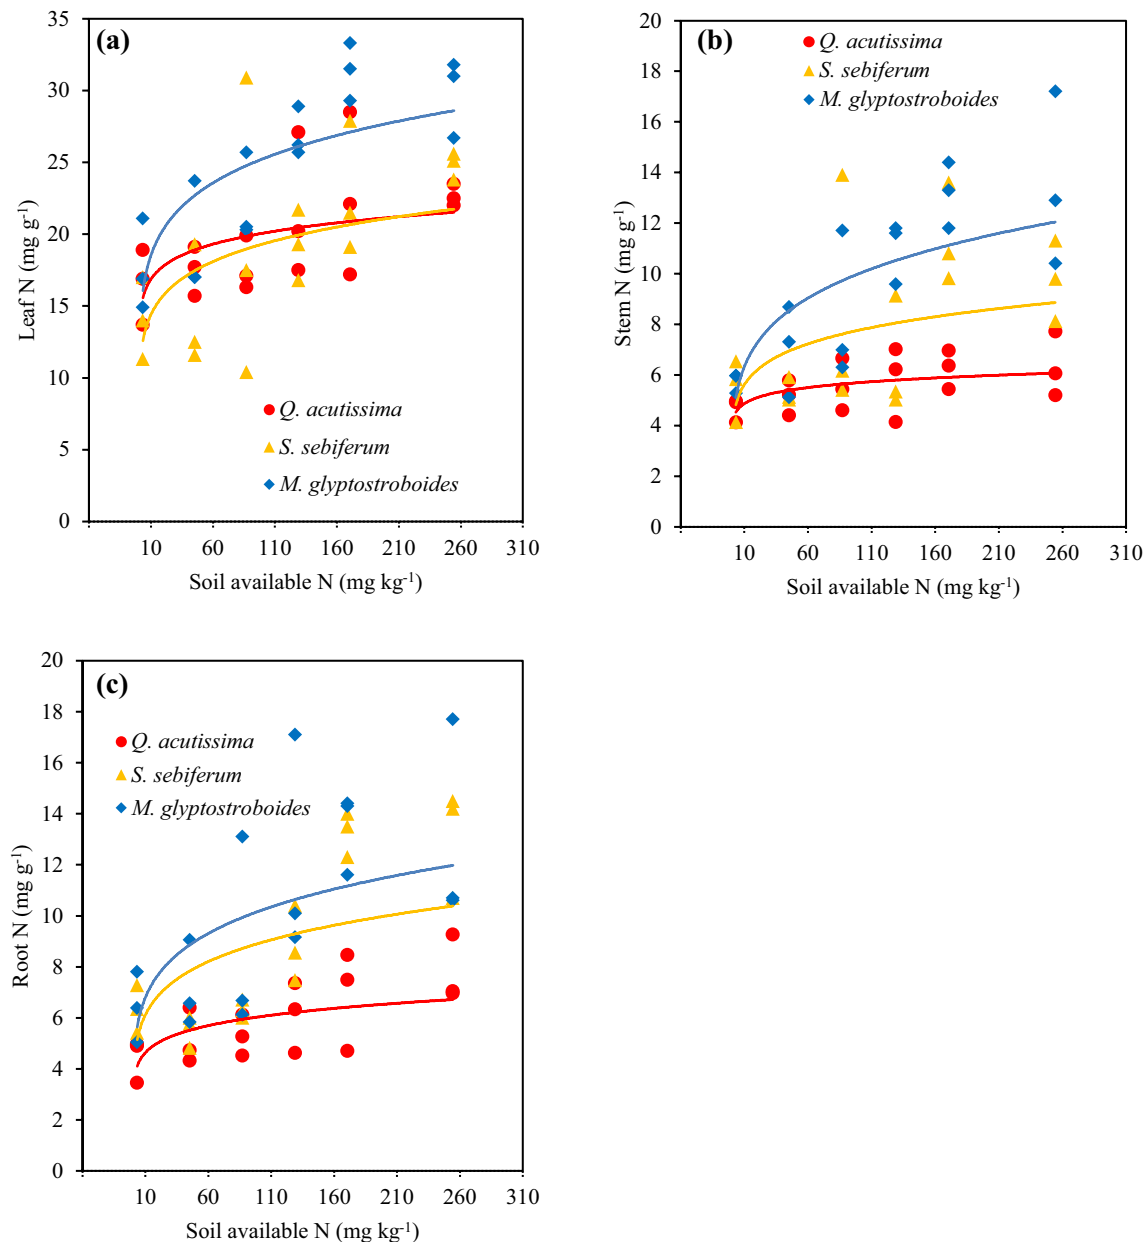 (a)
35
30
25
20
15
10
5
0
Leaf N (mg g-1)
Q. acutissima
S. sebiferum
M. glyptostroboides
10 60 110 160 210 260 310
Soil available N (mg kg-1)
(b)
20
18
16
14
12
10
8
6
4
2
0
Stem N (mg g-1)
Q. acutissima
S. sebiferum
M. glyptostroboides
10 60 110 160 210 260 310
Soil available N (mg kg-1)
(c)
20
18
16
14
12
10
8
6
4
2
0
Root N (mg g-1)
Q. acutissima
S. sebiferum
M. glyptostroboides
10 60 110 160 210 260 310
Soil available N (mg kg-1)